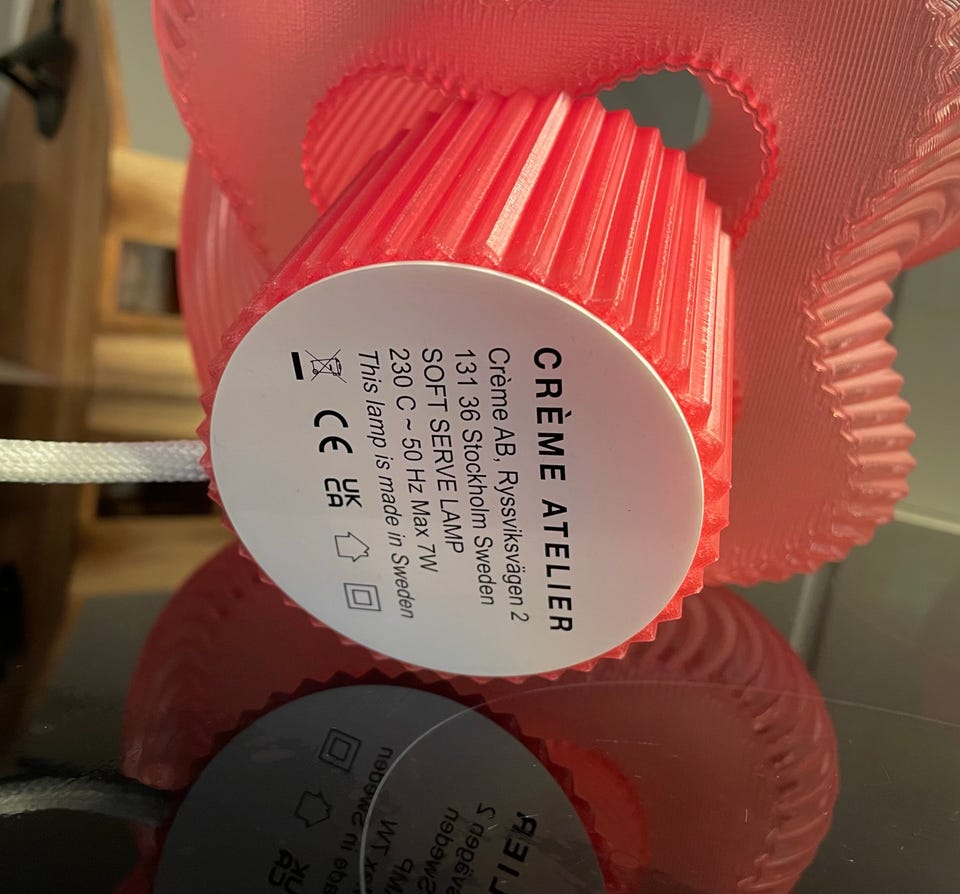 CRÈME ATELIER
Crème AB, Ryssviksvägen 2
131 36 Stockholm Sweden
SOFT SERVE LAMP
230 C ~ 50 Hz Max 7W
This lamp is made in Sweden
CE UK CA